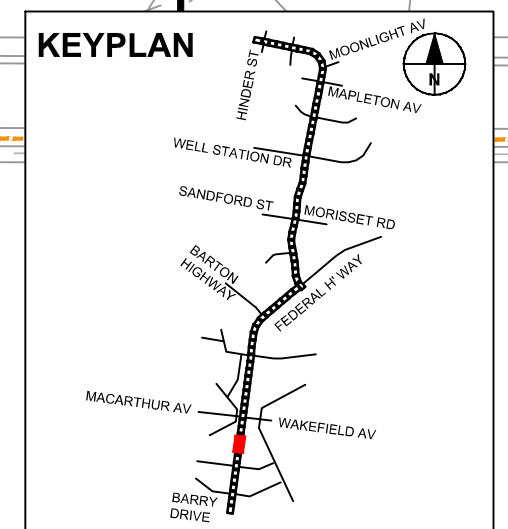 KEYPLAN
MOONLIGHT AV
N
HINDER ST
MAPLETON AV
WELL STATION DR
SANDFORD ST
MORISSET RD
BARTON
HIGHWAY
FEDERAL H' WAY
MACARTHUR AV
WAKEFIELD AV
BARRY
DRIVE